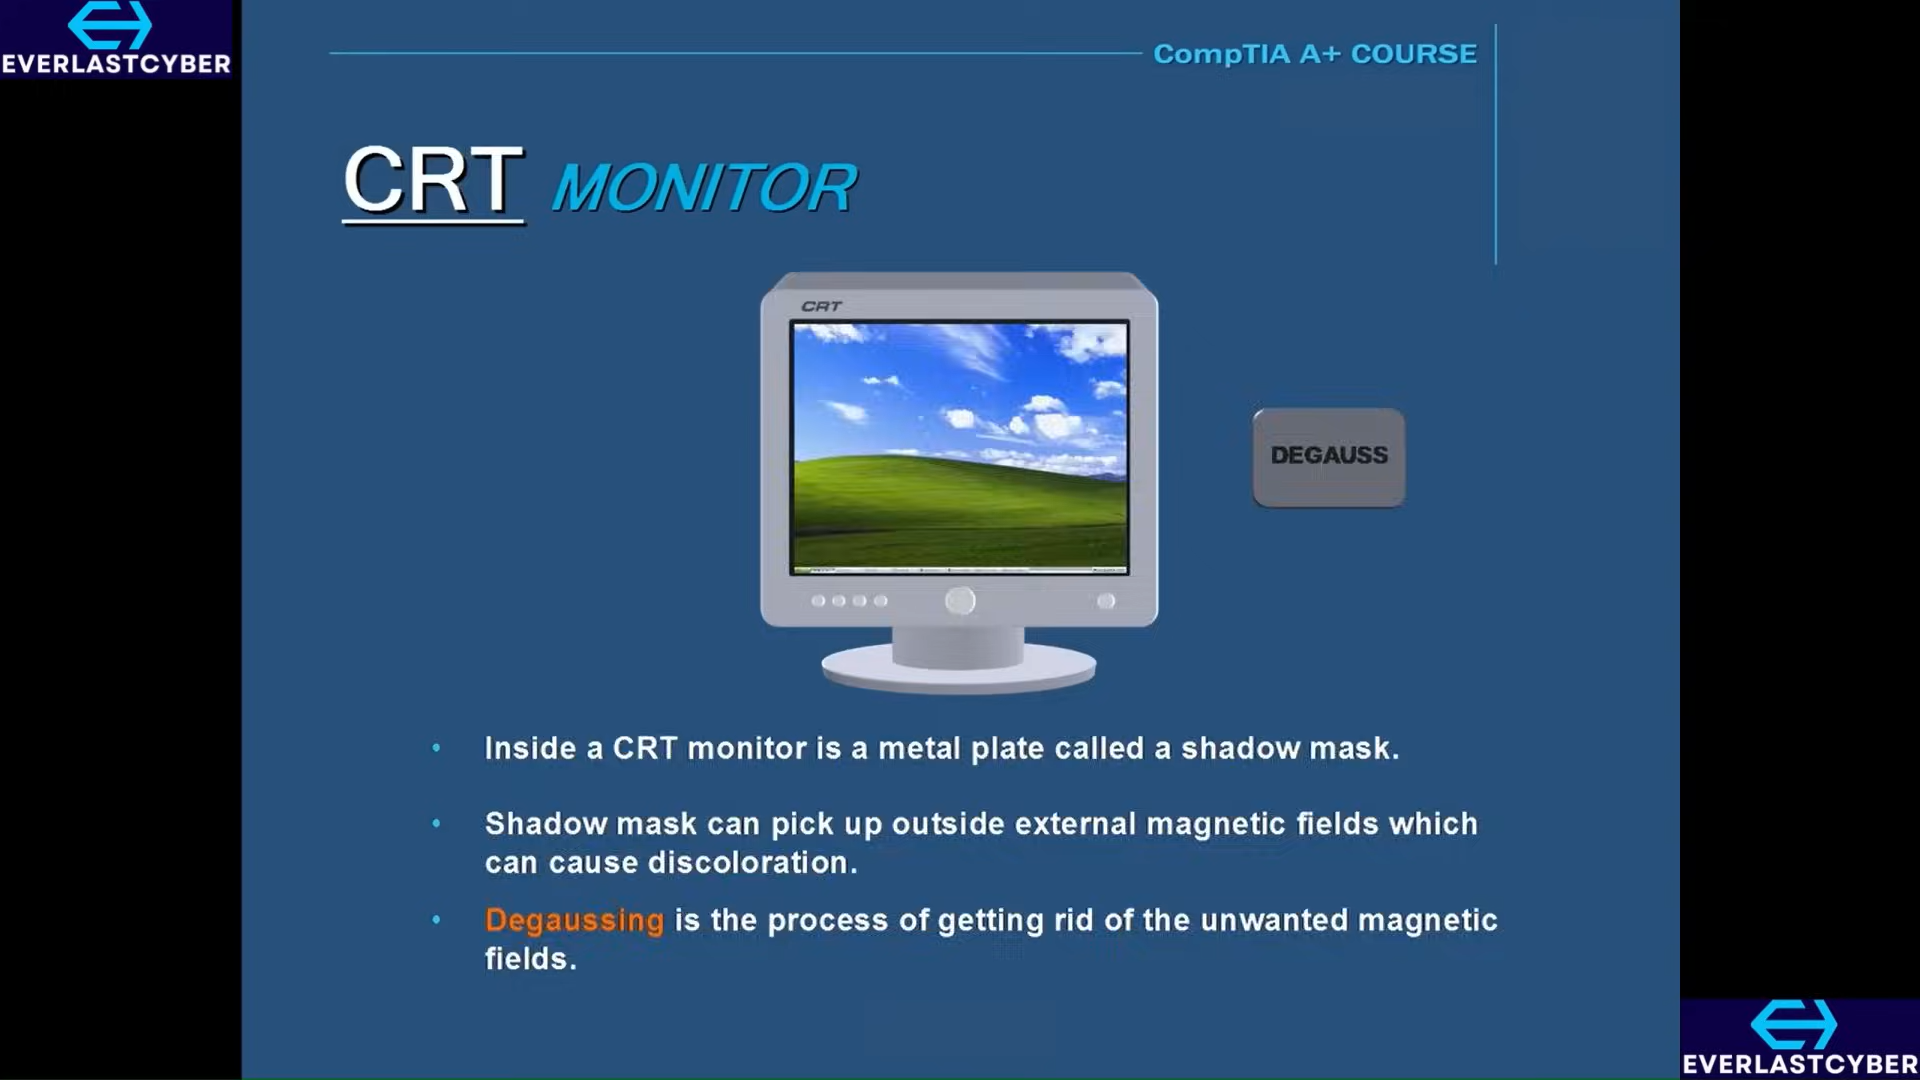 EVERLASTCYBER
CompTIA A+ COURSE
CRT MONITOR
CRT
DEGAUSS
• Inside a CRT monitor is a metal plate called a shadow mask.
• Shadow mask can pick up outside external magnetic fields which
can cause discoloration.
• Degaussing is the process of getting rid of the unwanted magnetic
fields.
EVERLASTCYBER